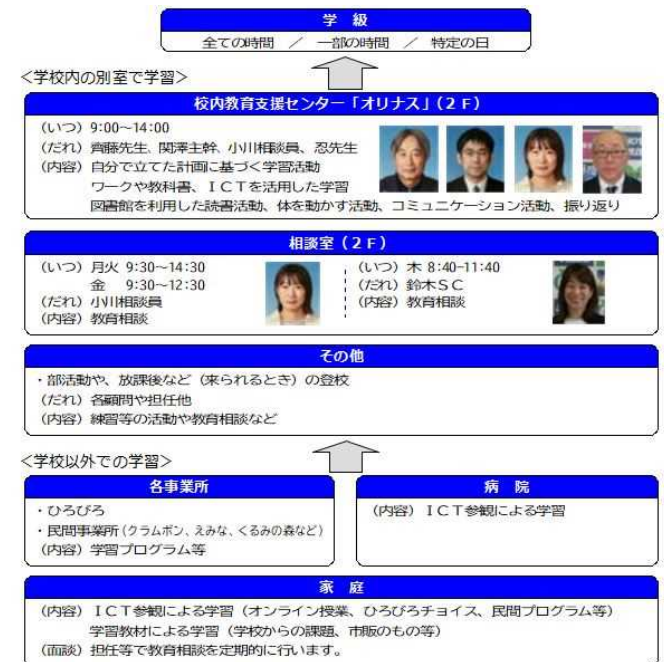 学 級
全ての時間 ／ 一部の時間 ／ 特定の日
＜学校内の別室で学習＞
校内教育支援センター「オリナス」（２Ｆ）
（いつ）9:00～14:00
（だれ）齊藤先生、関澤主幹、小川相談員、忍先生
（内容）自分で立てた計画に基づく学習活動
ワークや教科書、ＩＣＴを活用した学習
図書館を利用した読書活動、体を動かす活動、コミュニケーション活動、振り返り
相談室（２Ｆ）
（いつ）月火 9:30～14:30
金 9:30～12:30
（だれ）小川相談員
（内容）教育相談
（いつ）木 8:40-11:40
（だれ）鈴木ＳＣ
（内容）教育相談
その他
・部活動や、放課後など（来られるとき）の登校
（だれ）各顧問や担任他
（内容）練習等の活動や教育相談など
＜学校以外での学習＞
各事業所
・ひろびろ
・民間事業所（クラムボン、えみな、くるみの森など）
（内容）学習プログラム等
病 院
（内容）ＩＣＴ参観による学習
家 庭
（内容）ＩＣＴ参観による学習（オンライン授業、ひろびろチョイス、民間プログラム等）
学習教材による学習（学校からの課題、市販のもの等）
（面談）担任等で教育相談を定期的に行います。